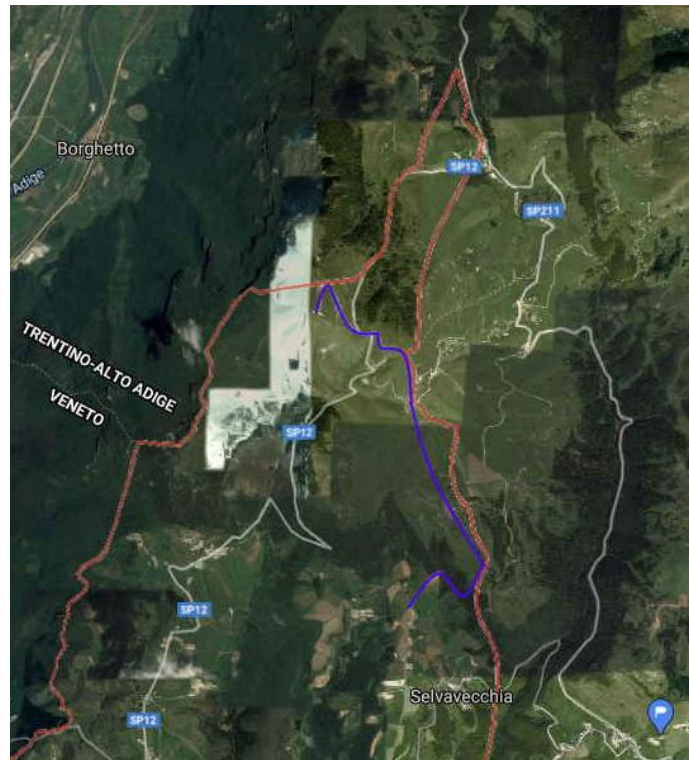 Borghetto
Adige
SP12
SP211
TRENTINO-ALTO ADIGE
VENETO
SP12
SP12
Selvavecchia
SP12